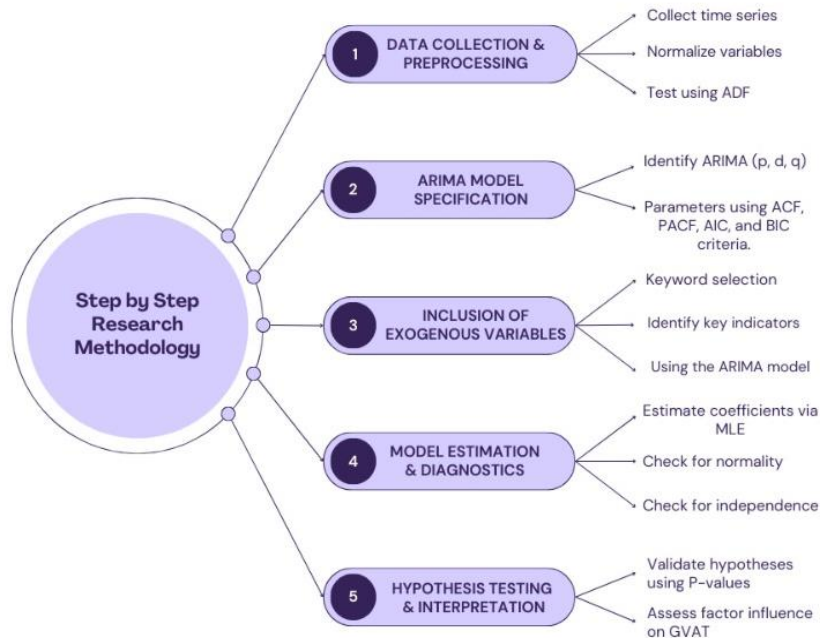 Step by Step
Research
Methodology
1
DATA COLLECTION &
PREPROCESSING
Collect time series
Normalize variables
Test using ADF
2
ARIMA MODEL
SPECIFICATION
Identify ARIMA (p, d, q)
Parameters using ACF,
PACF, AIC, and BIC
criteria.
3
INCLUSION OF
EXOGENOUS VARIABLES
Keyword selection
Identify key indicators
Using the ARIMA model
4
MODEL ESTIMATION
& DIAGNOSTICS
Estimate coefficients via
MLE
Check for normality
Check for independence
5
HYPOTHESIS TESTING
& INTERPRETATION
Validate hypotheses
using P-values
Assess factor influence
on GVAT